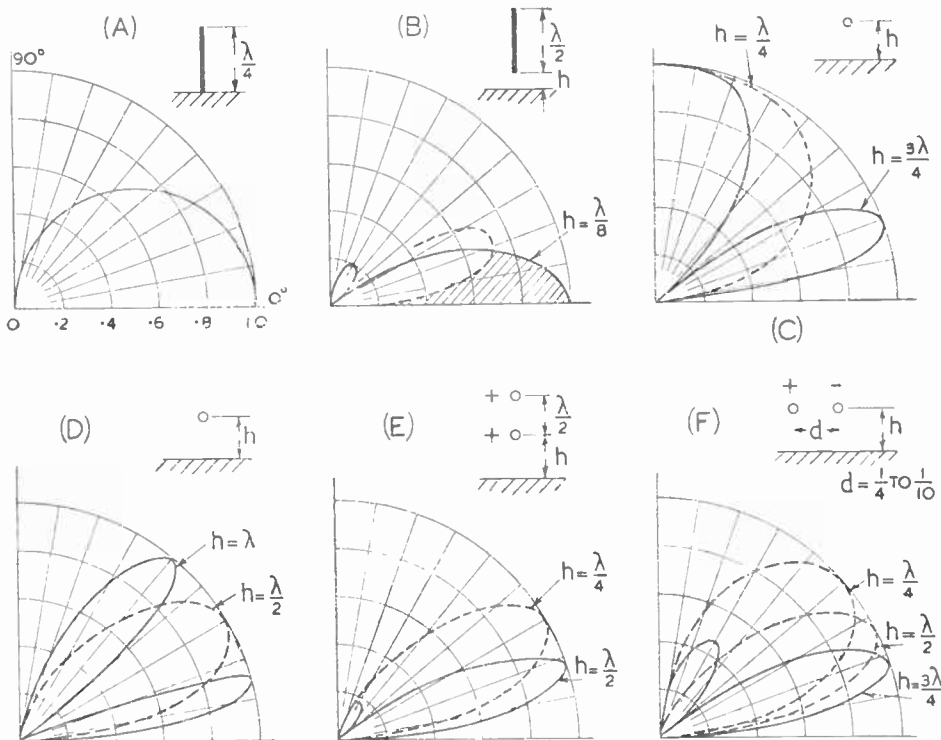 (A)
λ/4
90°
0°
0 .2 .4 .6 .8 1.0
(B)
λ/2
h
h = λ/8
(C)
h
h = λ/4
h = 3λ/4
(D)
h
h = λ
h = λ/2
(E)
+ λ/2
+ h
h = λ/4
h = λ/2
(F)
+ -
d
h
d = 1/4 TO 1/10
h = λ/4
h = λ/2
h = 3λ/4